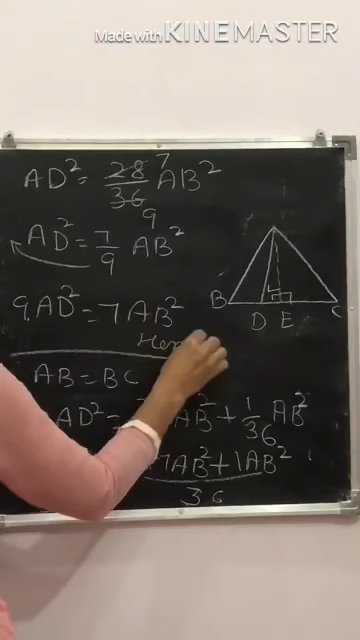 Made with KINEMASTER
AD² = 28/36 AB² 7 9
AD² = 7/9 AB²
9AD² = 7AB²
B D E C
AB = BC
AD² = AB² + 1/36 AB²
7AB² + 1AB²
36